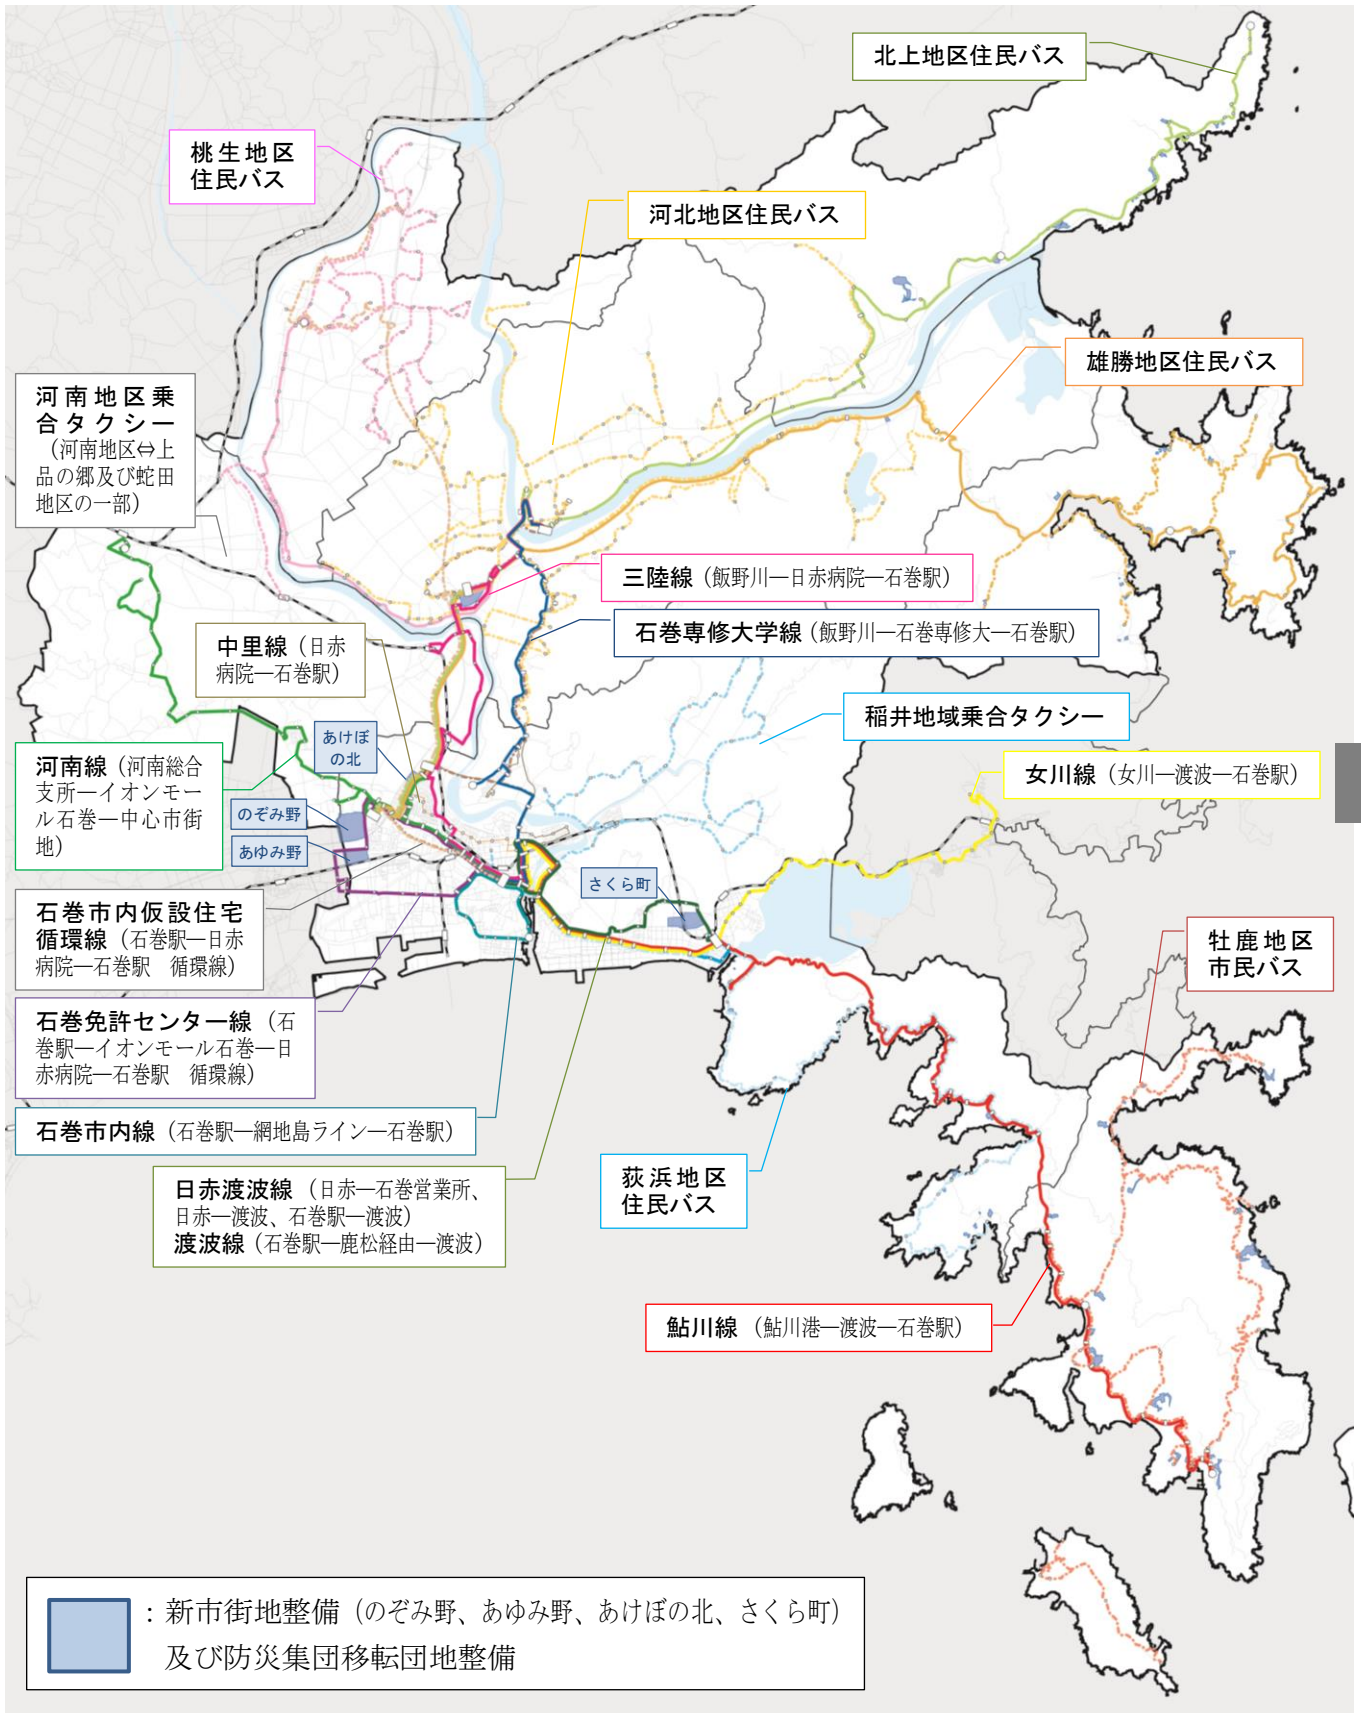 北上地区住民バス
桃生地区
住民バス
河北地区住民バス
雄勝地区住民バス
河南地区乗
合タクシー
（河南地区⇔上
品の郷及び蛇田
地区の一部）
三陸線（飯野川―日赤病院―石巻駅）
石巻専修大学線（飯野川―石巻専修大―石巻駅）
中里線（日赤
病院―石巻駅）
稲井地域乗合タクシー
あけぼ
の北
女川線（女川―渡波―石巻駅）
河南線（河南総合
支所―イオンモー
ル石巻―中心市街
地）
のぞみ野
あゆみ野
さくら町
石巻市内仮設住宅
循環線（石巻駅―日赤
病院―石巻駅　循環線）
牡鹿地区
市民バス
石巻免許センター線（石
巻駅―イオンモール石巻―日
赤病院―石巻駅　循環線）
石巻市内線（石巻駅―網地島ライン―石巻駅）
荻浜地区
住民バス
日赤渡波線（日赤―石巻営業所、
日赤―渡波、石巻駅―渡波）
渡波線（石巻駅―鹿松経由―渡波）
鮎川線（鮎川港―渡波―石巻駅）
：新市街地整備（のぞみ野、あゆみ野、あけぼの北、さくら町）
及び防災集団移転団地整備